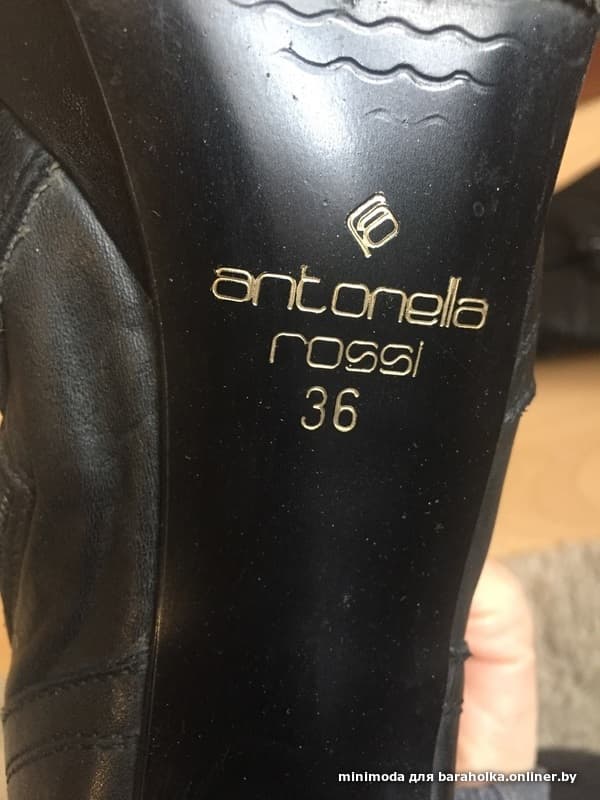 antonella
rossi
36
minimoda для baraholka.onliner.by